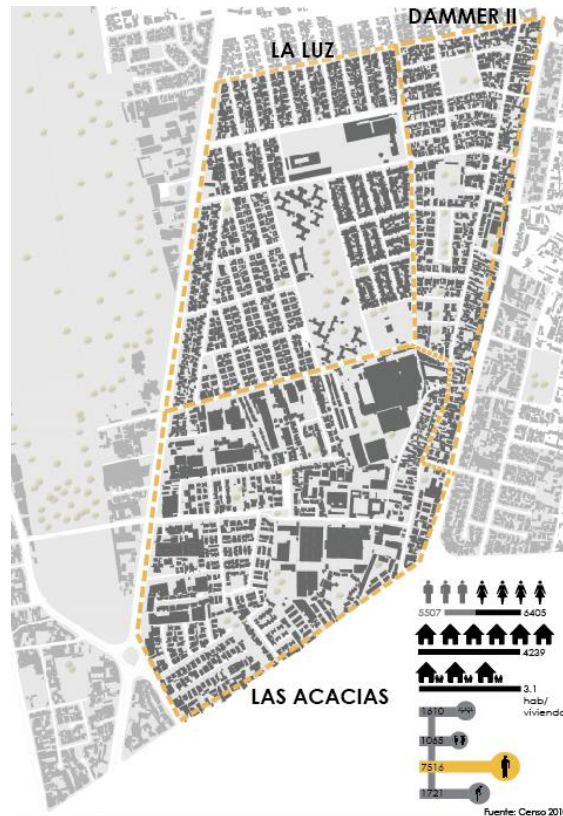 DAMMER II
LA LUZ
LAS ACACIAS
5507 6405
4239
3.1
hab/
vivienda
1610
1065
7516
1721
Fuente: Censo 2010